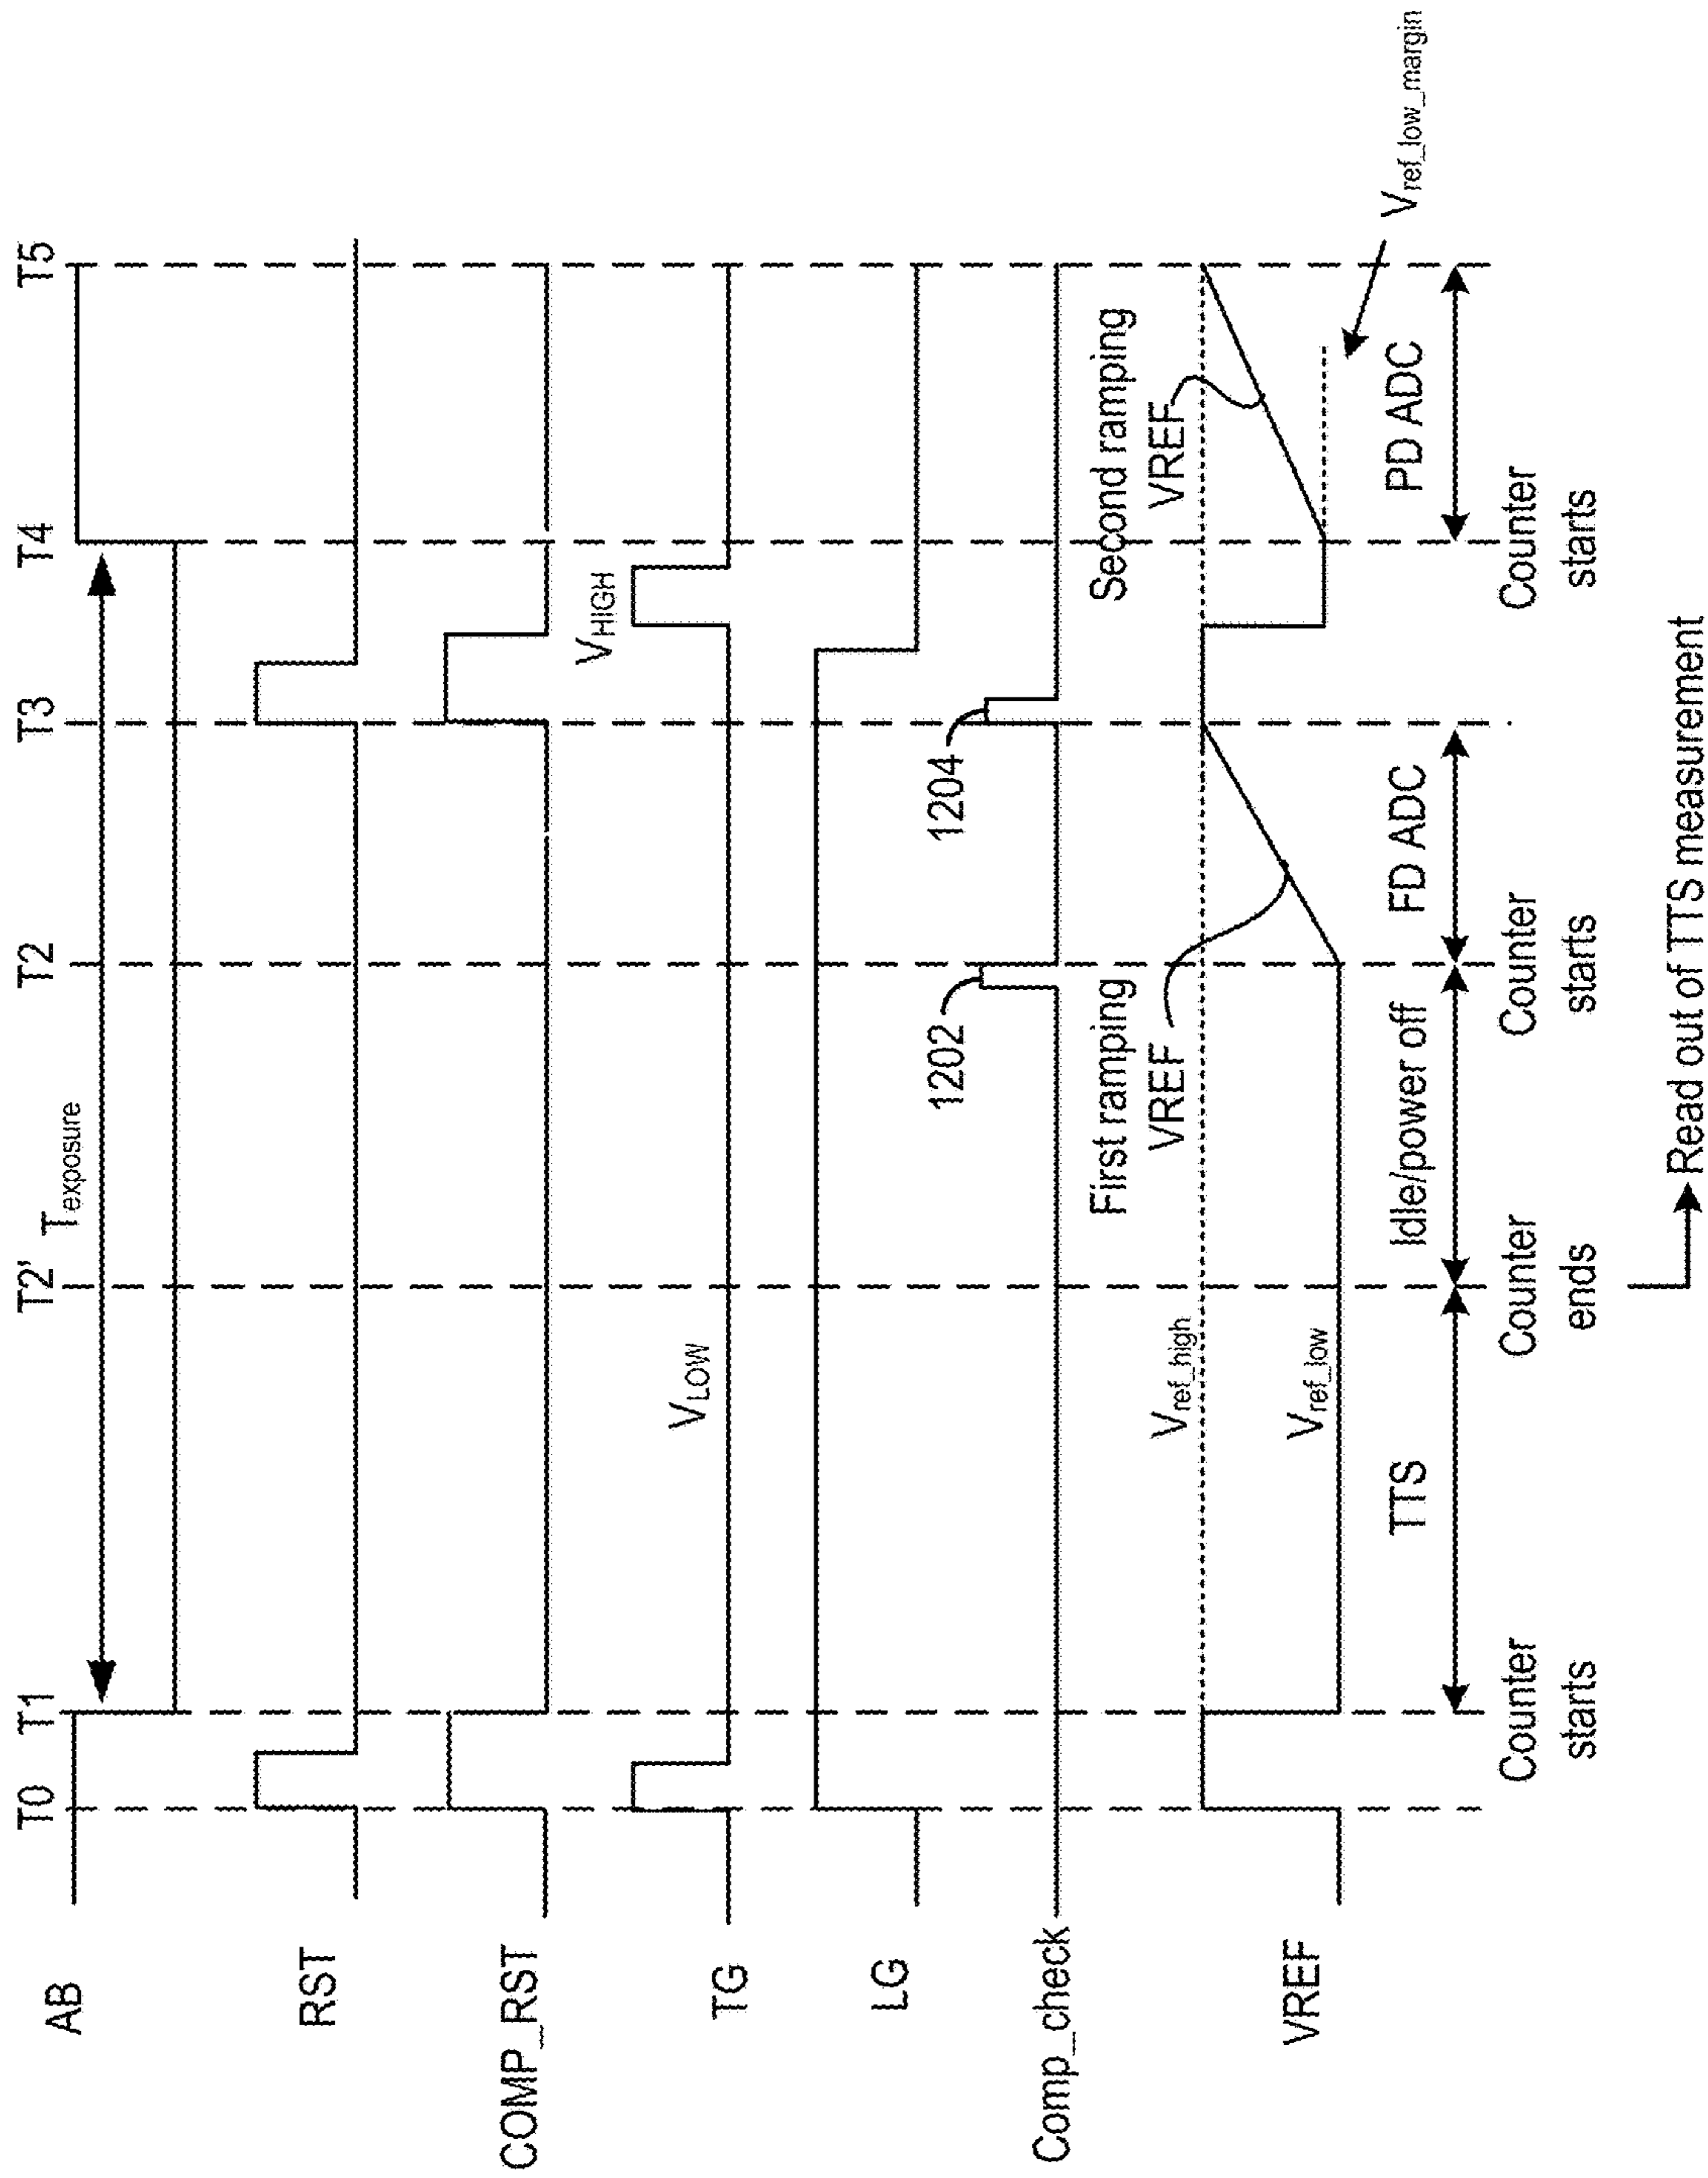 T0 T1 T2' T2 T3 T4 T5
AB
Texposure
RST
COMP_RST
VHIGH
TG
VLOW
LG
1202
1204
Comp_check
First ramping
VREF
Second ramping
VREF
Vref_high
VREF
Vref_low
Vref_low_margin
TTS
Idle/power off
FD ADC
PD ADC
Counter
starts
Counter
ends
Counter
starts
Counter
starts
Read out of TTS measurement